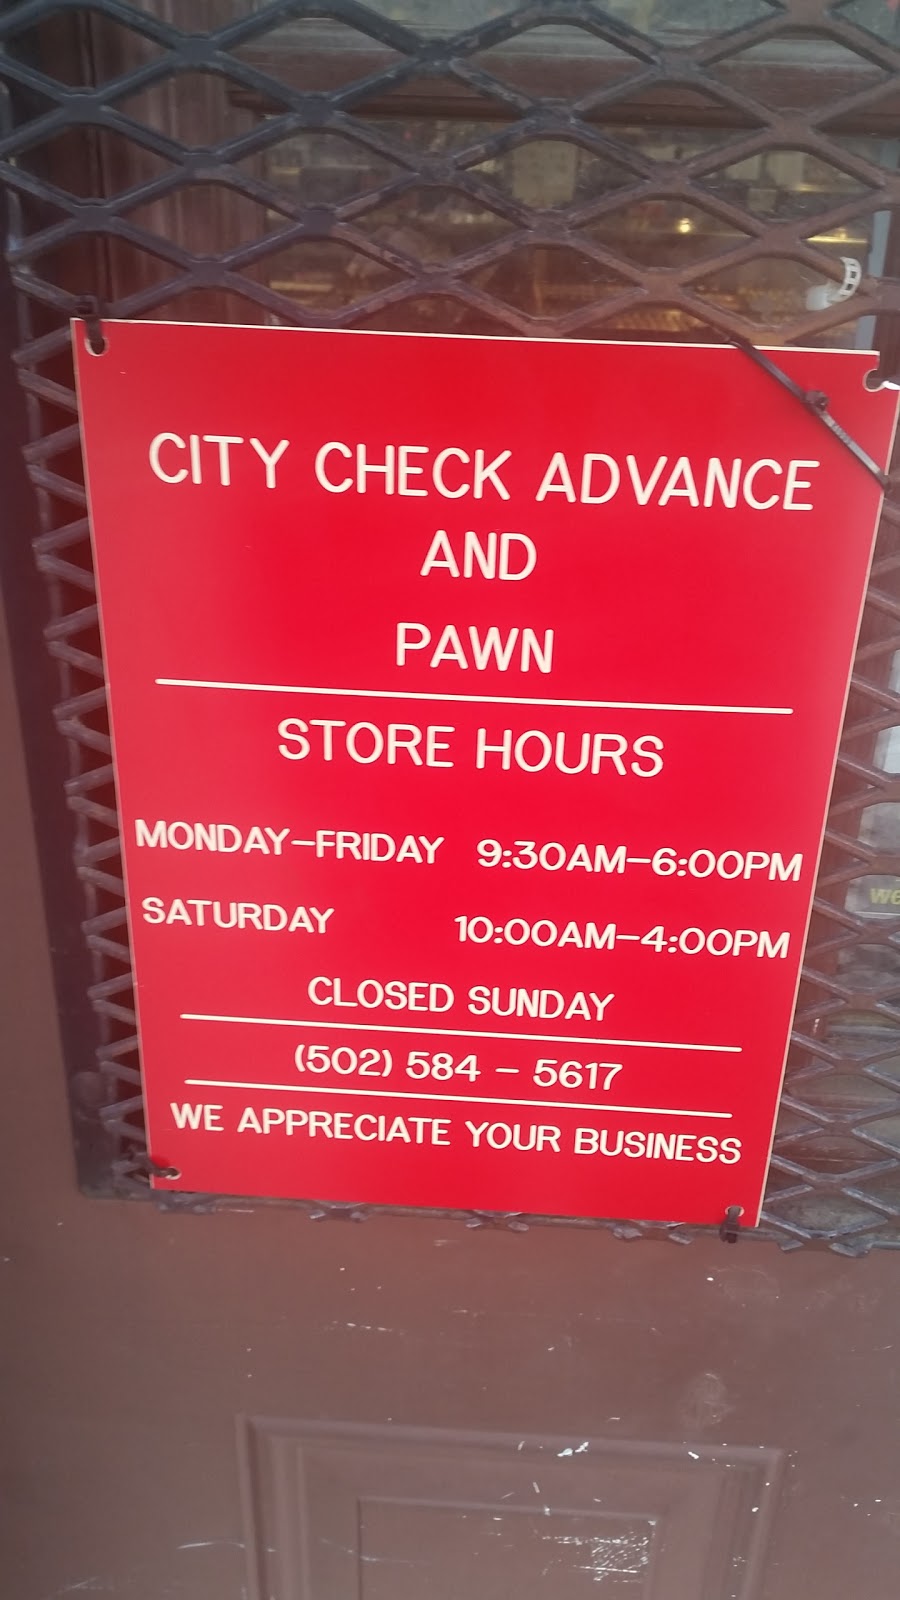 CITY CHECK ADVANCE
AND
PAWN
STORE HOURS
MONDAY-FRIDAY 9:30AM-6:00PM
SATURDAY 10:00AM-4:00PM
CLOSED SUNDAY
(502) 584 - 5617
WE APPRECIATE YOUR BUSINESS